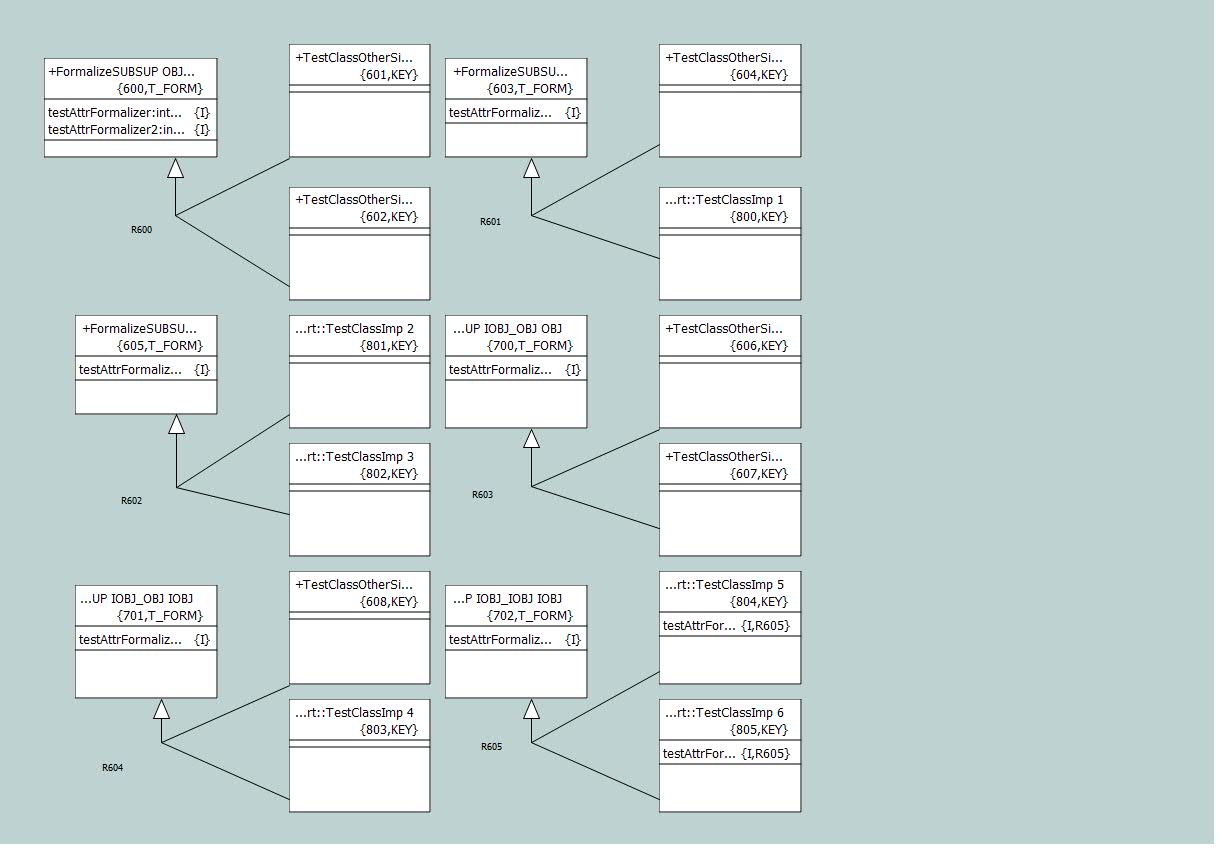 +FormalizeSUBSUP OBJ...
{600,T_FORM}
testAttrFormalizer:int... {I}
testAttrFormalizer2:in... {I}
+TestClassOtherSi...
{601,KEY}
+TestClassOtherSi...
{602,KEY}
R600
+FormalizeSUBSU...
{603,T_FORM}
testAttrFormaliz... {I}
+TestClassOtherSi...
{604,KEY}
...rt::TestClassImp 1
{800,KEY}
R601
+FormalizeSUBSU...
{605,T_FORM}
testAttrFormaliz... {I}
...rt::TestClassImp 2
{801,KEY}
...rt::TestClassImp 3
{802,KEY}
R602
...UP IOBJ_OBJ OBJ
{700,T_FORM}
testAttrFormaliz... {I}
+TestClassOtherSi...
{606,KEY}
+TestClassOtherSi...
{607,KEY}
R603
...UP IOBJ_OBJ IOBJ
{701,T_FORM}
testAttrFormaliz... {I}
+TestClassOtherSi...
{608,KEY}
...rt::TestClassImp 4
{803,KEY}
R604
...P IOBJ_IOBJ IOBJ
{702,T_FORM}
testAttrFormaliz... {I}
...rt::TestClassImp 5
{804,KEY}
testAttrFor... {I,R605}
...rt::TestClassImp 6
{805,KEY}
testAttrFor... {I,R605}
R605